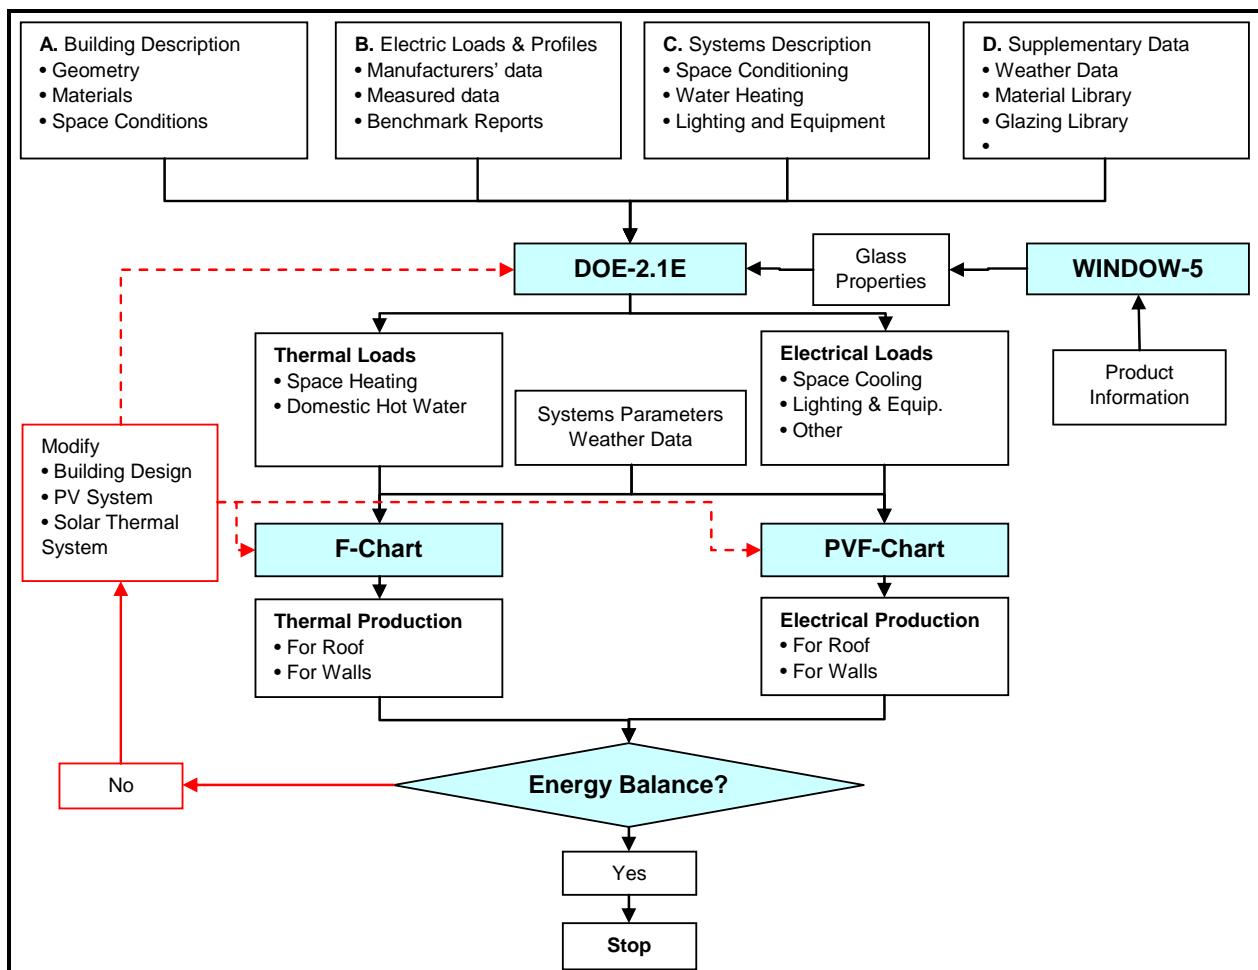 A. Building Description
• Geometry
• Materials
• Space Conditions
B. Electric Loads & Profiles
• Manufacturers’ data
• Measured data
• Benchmark Reports
C. Systems Description
• Space Conditioning
• Water Heating
• Lighting and Equipment
D. Supplementary Data
• Weather Data
• Material Library
• Glazing Library
•
DOE-2.1E
Glass
Properties
WINDOW-5
Thermal Loads
• Space Heating
• Domestic Hot Water
Systems Parameters
Weather Data
Electrical Loads
• Space Cooling
• Lighting & Equip.
• Other
Product
Information
Modify
• Building Design
• PV System
• Solar Thermal
System
F-Chart
PVF-Chart
Thermal Production
• For Roof
• For Walls
Electrical Production
• For Roof
• For Walls
Energy Balance?
No
Yes
Stop